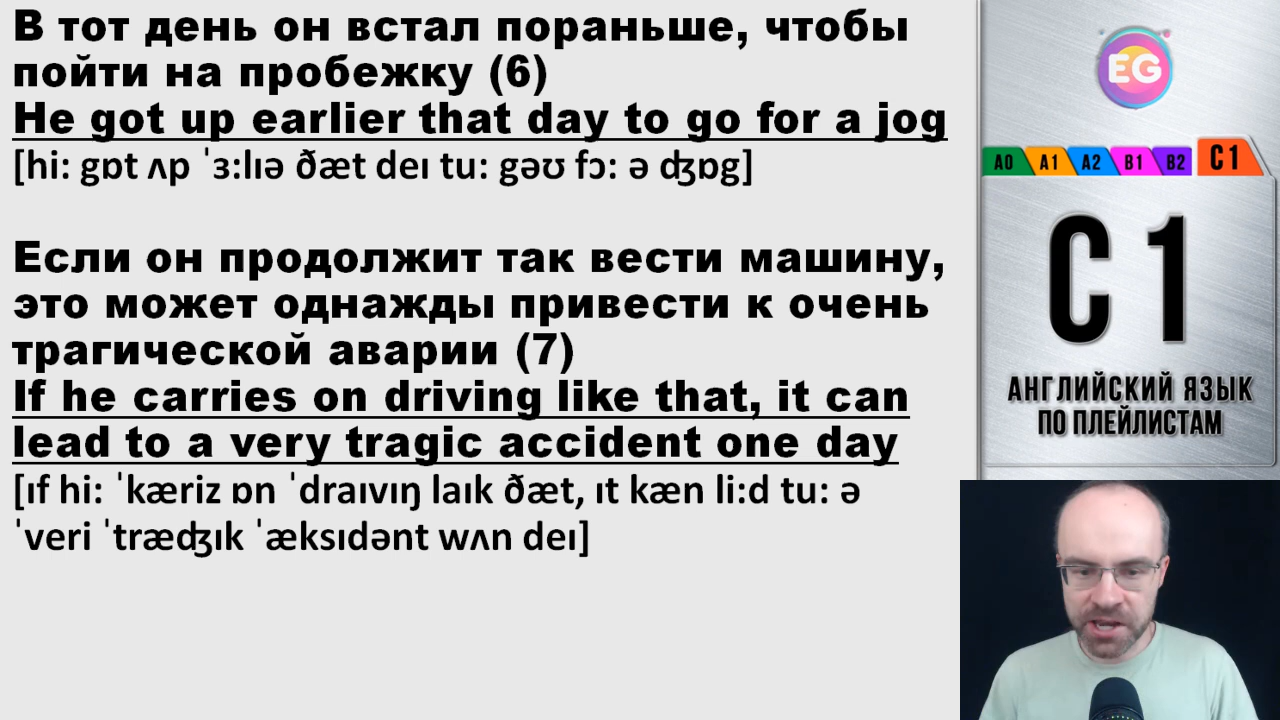 В тот день он встал пораньше, чтобы
пойти на пробежку (6)
He got up earlier that day to go for a jog
[hi: gɒt ʌp ˈɜ:lɪə ðæt deɪ tu: gəʊ fɔ: ə ʤɒg]
Если он продолжит так вести машину,
это может однажды привести к очень
трагической аварии (7)
If he carries on driving like that, it can
lead to a very tragic accident one day
[ɪf hi: ˈkæriz ɒn ˈdraɪvɪŋ laɪk ðæt, ɪt kæn li:d tu: ə
ˈveri ˈtræʤɪk ˈæksɪdənt wʌn deɪ]
EG
A0 A1 A2 B1 B2 C1
C1
АНГЛИЙСКИЙ ЯЗЫК
ПО ПЛЕЙЛИСТАМ